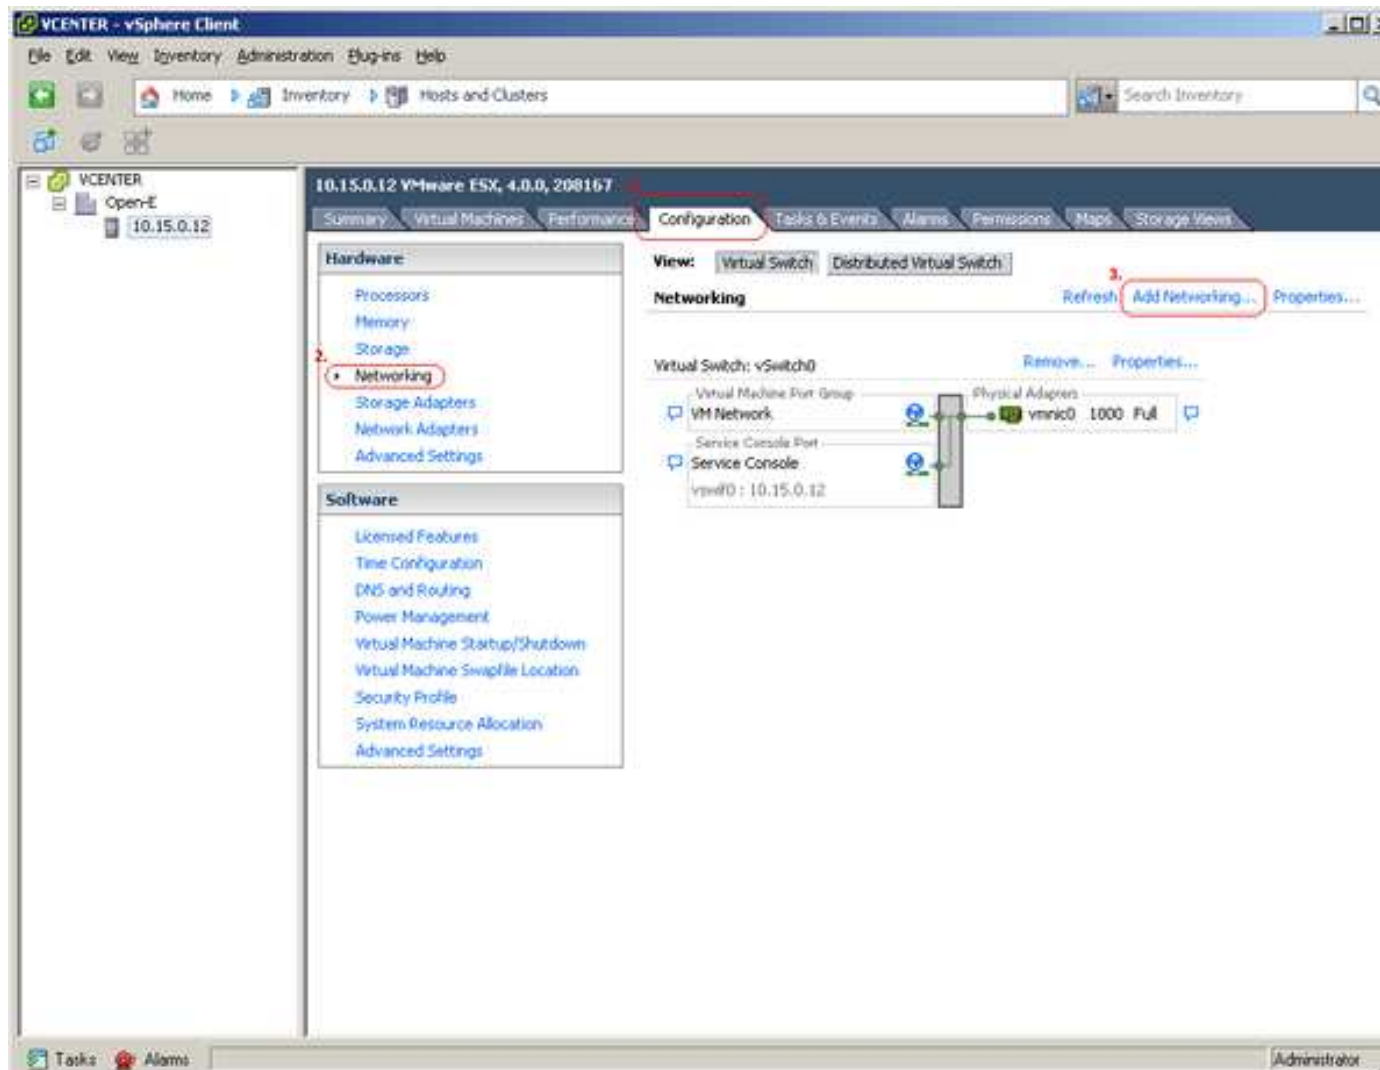 VCENTER - vSphere Client
File Edit View Inventory Administration Plug-ins Help
Home Inventory Hosts and Clusters
Search Inventory
VCENTER
Open-E
10.15.0.12
10.15.0.12 VMware ESX, 4.0.0, 208167
Summary Virtual Machines Performance Configuration Tasks & Events Alarms Permissions Maps Storage Views
Hardware
Processors
Memory
Storage
2.
Networking
Storage Adapters
Network Adapters
Advanced Settings
Software
Licensed Features
Time Configuration
DNS and Routing
Power Management
Virtual Machine Startup/Shutdown
Virtual Machine Swapfile Location
Security Profile
System Resource Allocation
Advanced Settings
View: Virtual Switch Distributed Virtual Switch
3.
Networking Refresh Add Networking... Properties...
Virtual Switch: vSwitch0 Remove... Properties...
Virtual Machine Port Group Physical Adapters
VM Network vmnic0 1000 Full
Service Console Port
Service Console
vswif0 : 10.15.0.12
Tasks Alarms Administrator